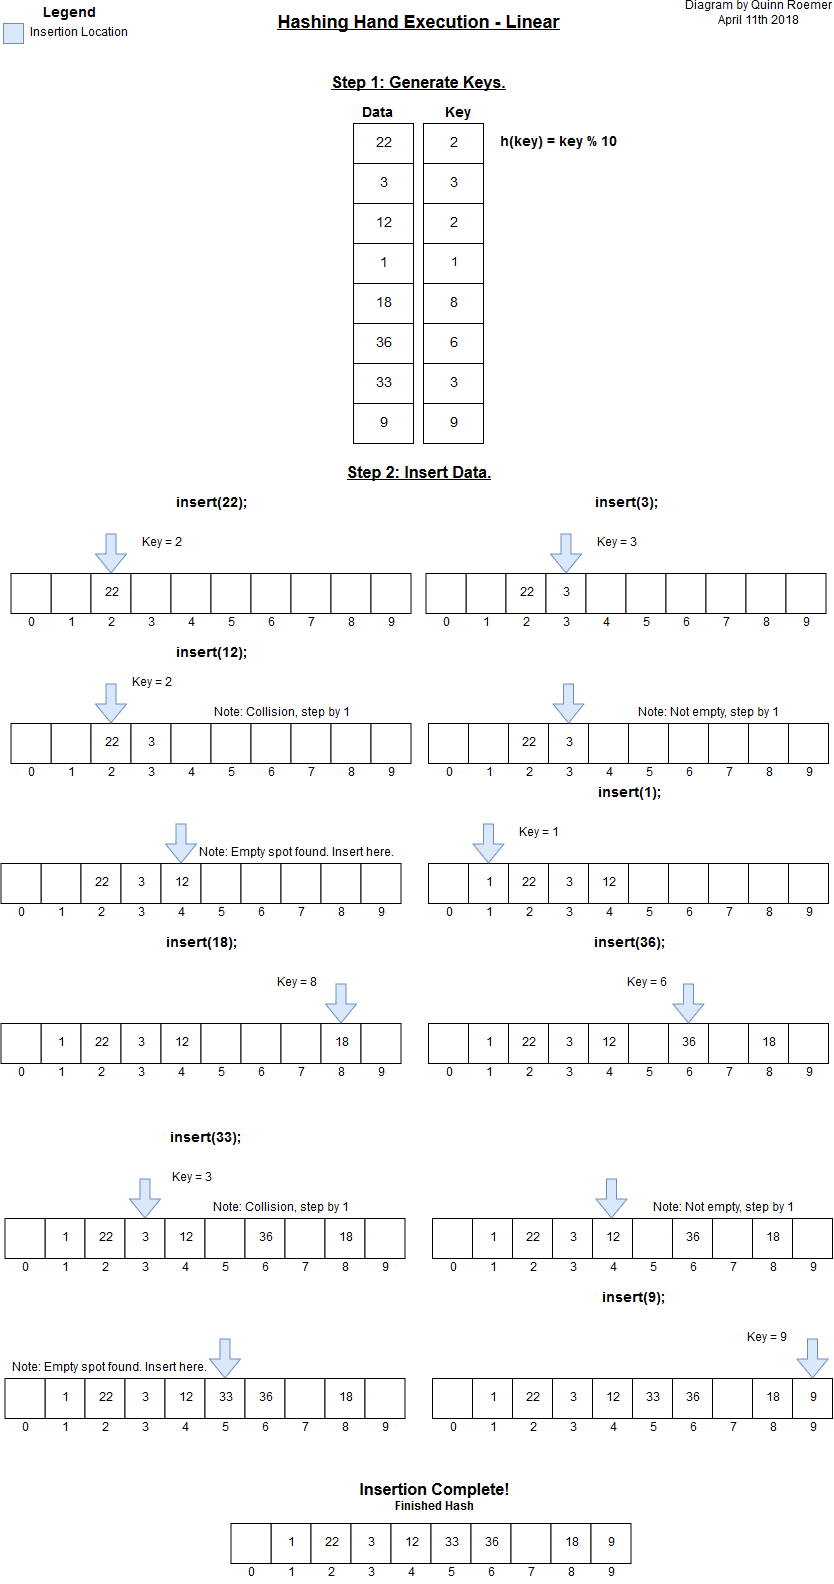 Legend
Insertion Location
Hashing Hand Execution - Linear
Diagram by Quinn Roemer
April 11th 2018
Step 1: Generate Keys.
Data Key
22 2
h(key) = key % 10
3 3
12 2
1 1
18 8
36 6
33 3
9 9
Step 2: Insert Data.
insert(22);
Key = 2
22
0 1 2 3 4 5 6 7 8 9
insert(3);
Key = 3
22 3
0 1 2 3 4 5 6 7 8 9
insert(12);
Key = 2
Note: Collision, step by 1
22 3
0 1 2 3 4 5 6 7 8 9
Note: Not empty, step by 1
22 3
0 1 2 3 4 5 6 7 8 9
Note: Empty spot found. Insert here.
22 3 12
0 1 2 3 4 5 6 7 8 9
insert(1);
Key = 1
1 22 3 12
0 1 2 3 4 5 6 7 8 9
insert(18);
Key = 8
1 22 3 12 18
0 1 2 3 4 5 6 7 8 9
insert(36);
Key = 6
1 22 3 12 36 18
0 1 2 3 4 5 6 7 8 9
insert(33);
Key = 3
Note: Collision, step by 1
1 22 3 12 36 18
0 1 2 3 4 5 6 7 8 9
Note: Not empty, step by 1
1 22 3 12 36 18
0 1 2 3 4 5 6 7 8 9
Note: Empty spot found. Insert here.
1 22 3 12 33 36 18
0 1 2 3 4 5 6 7 8 9
insert(9);
Key = 9
1 22 3 12 33 36 18 9
0 1 2 3 4 5 6 7 8 9
Insertion Complete!
Finished Hash
1 22 3 12 33 36 18 9
0 1 2 3 4 5 6 7 8 9